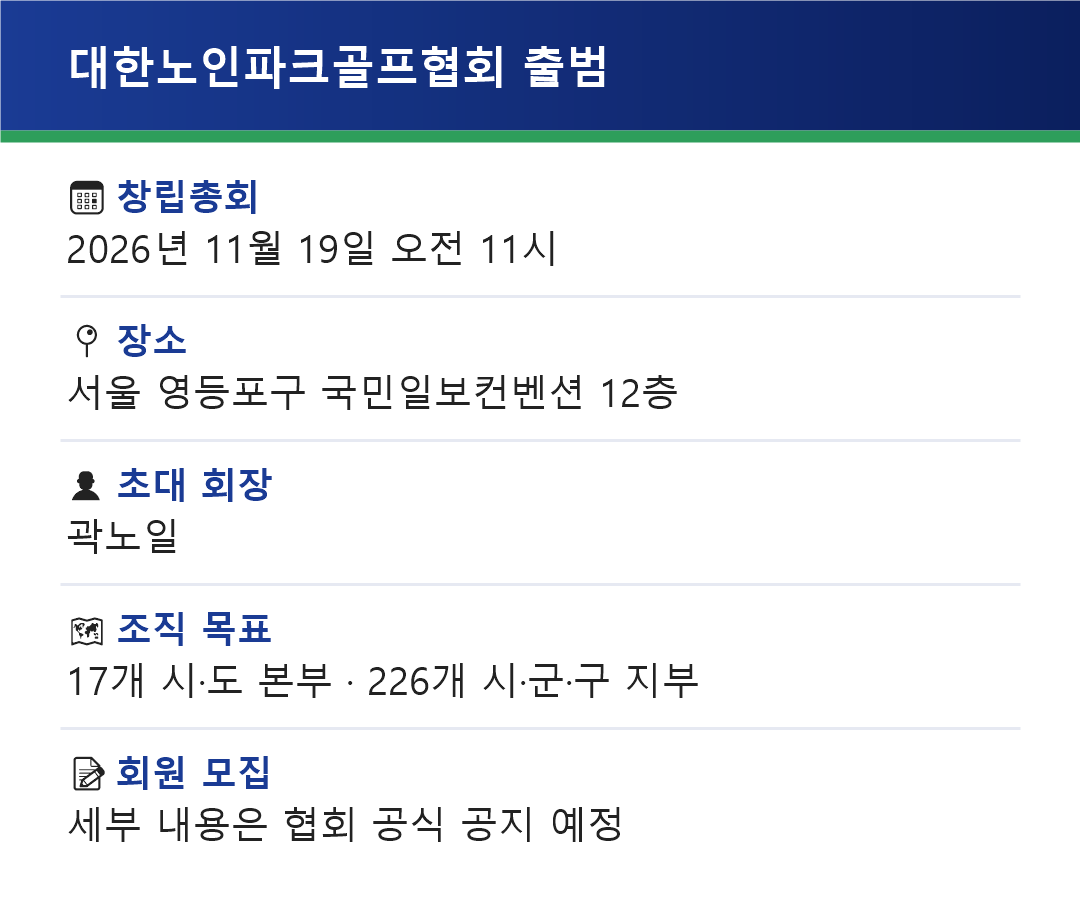 대한노인파크골프협회 출범
창립총회
2026년 11월 19일 오전 11시
장소
서울 영등포구 국민일보컨벤션 12층
초대 회장
곽노일
조직 목표
17개 시·도 본부 · 226개 시·군·구 지부
회원 모집
세부 내용은 협회 공식 공지 예정